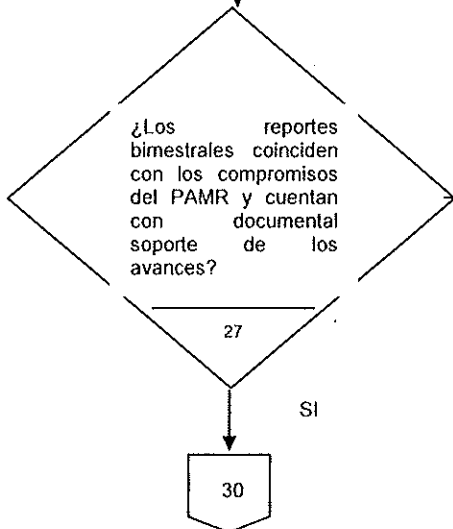 ¿Los reportes
bimestrales coinciden
con los compromisos
del PAMR y cuentan
con documental
soporte de los
avances?
27
SI
30